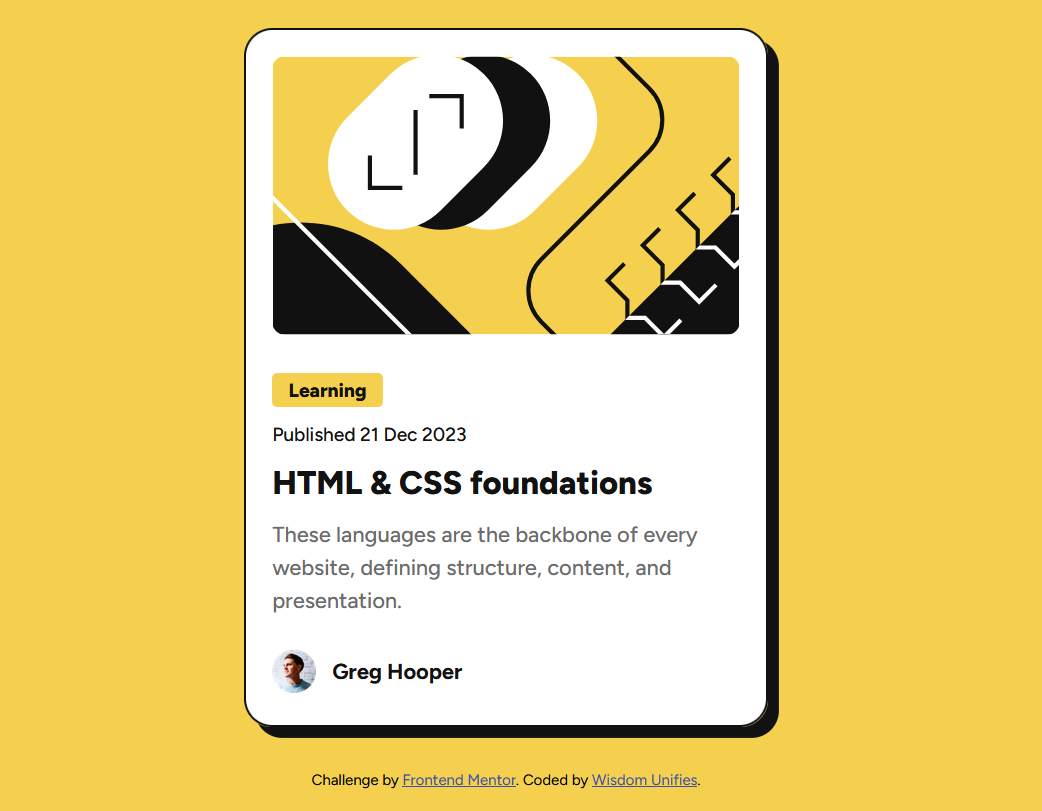 Learning
Published 21 Dec 2023
HTML & CSS foundations
These languages are the backbone of every
website, defining structure, content, and
presentation.
Greg Hooper
Challenge by Frontend Mentor. Coded by Wisdom Unifies.